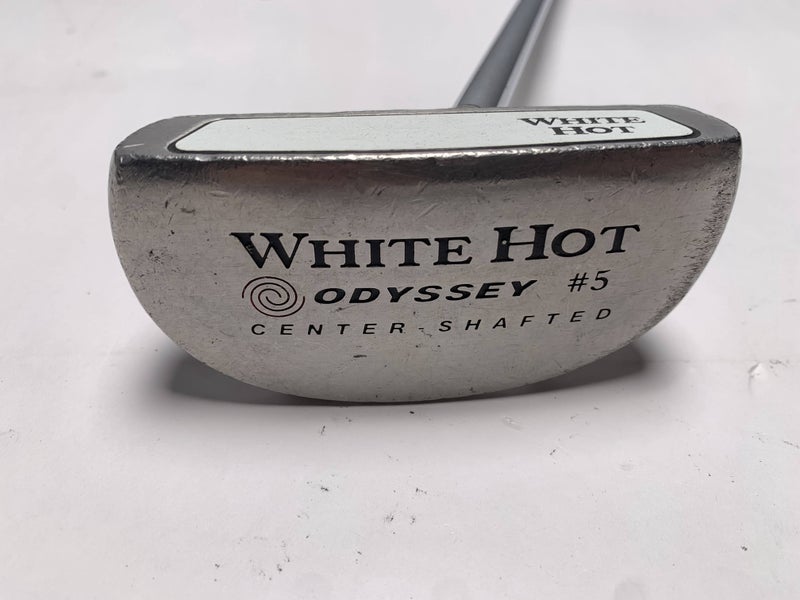 WHITE
HOT
WHITE HOT
ODYSSEY #5
CENTER-SHAFTED